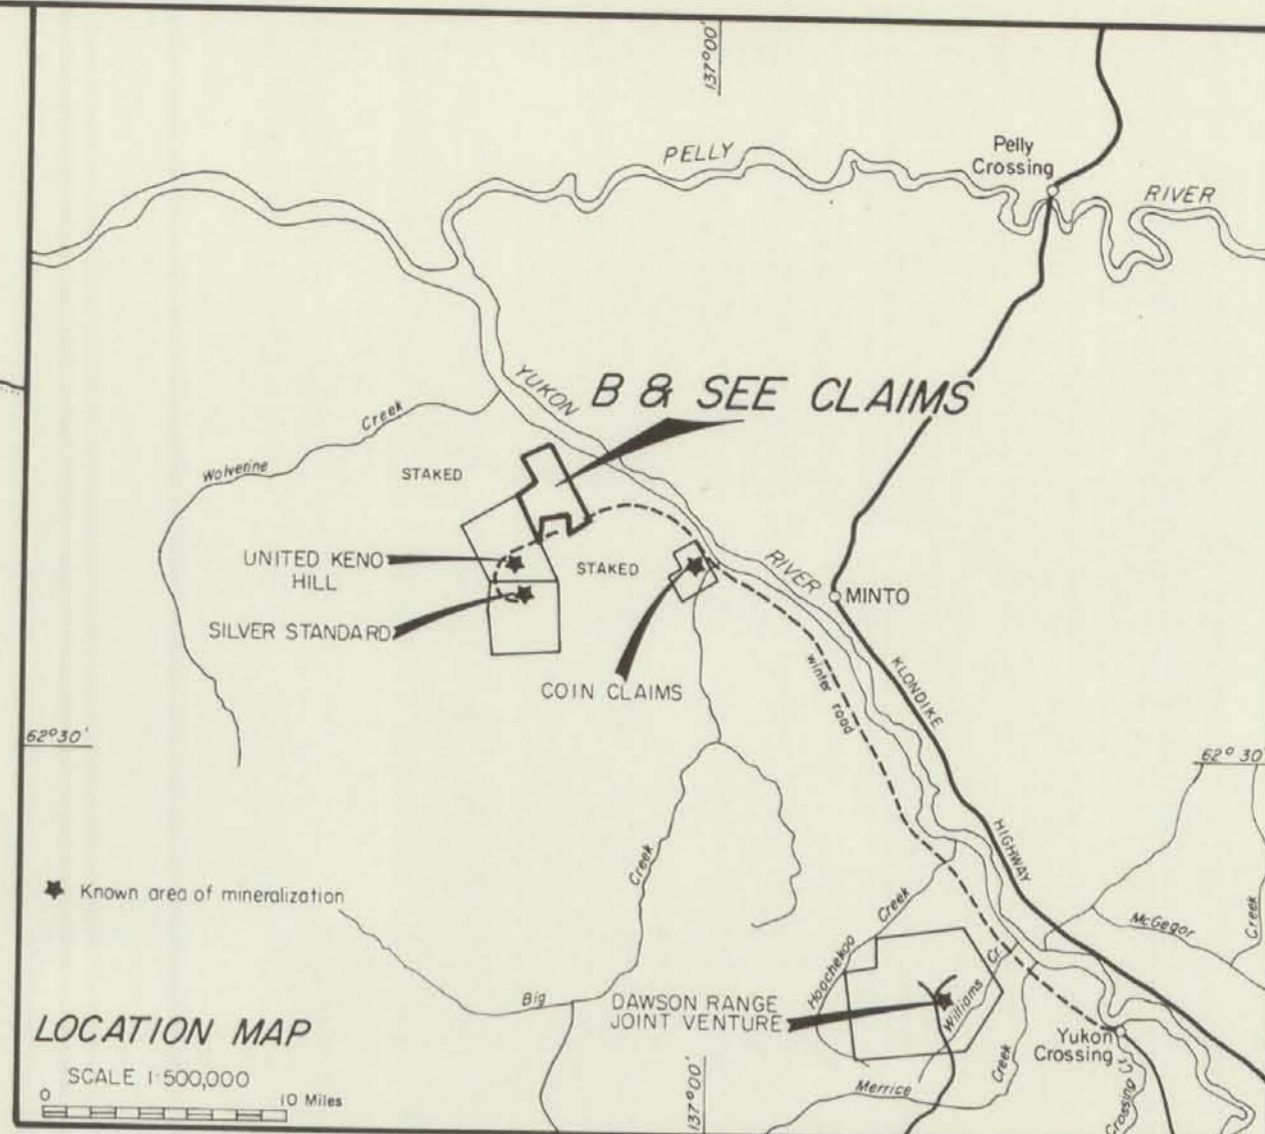 137°00'
PELLY
Pelly
Crossing
RIVER
YUKON
B & SEE CLAIMS
Creek
Wolverine
STAKED
UNITED KENO
HILL
STAKED
RIVER
MINTO
SILVER STANDARD
COIN CLAIMS
winter road
KLONDIKE
62°30'
62° 30'
HIGHWAY
Creek
Known area of mineralization
Creek
McGegor
Creek
Hoochekoo
Cr.
Williams
Big
DAWSON RANGE
JOINT VENTURE
LOCATION MAP
Yukon
Crossing
SCALE 1:500,000
137°00'
Creek
Merrice
Crossing Cr
0 10 Miles